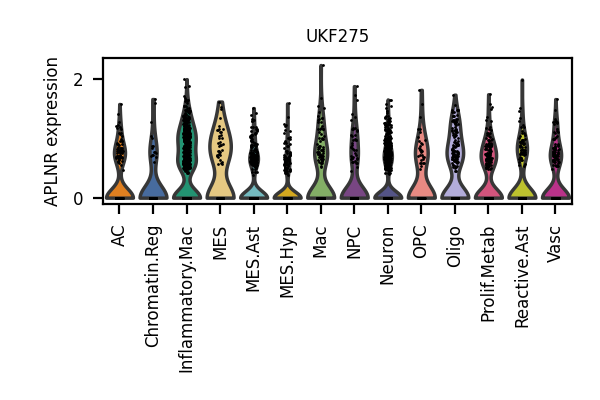 UKF275
APLNR expression
2
0
AC
Chromatin.Reg
Inflammatory.Mac
MES
MES.Ast
MES.Hyp
Mac
NPC
Neuron
OPC
Oligo
Prolif.Metab
Reactive.Ast
Vasc